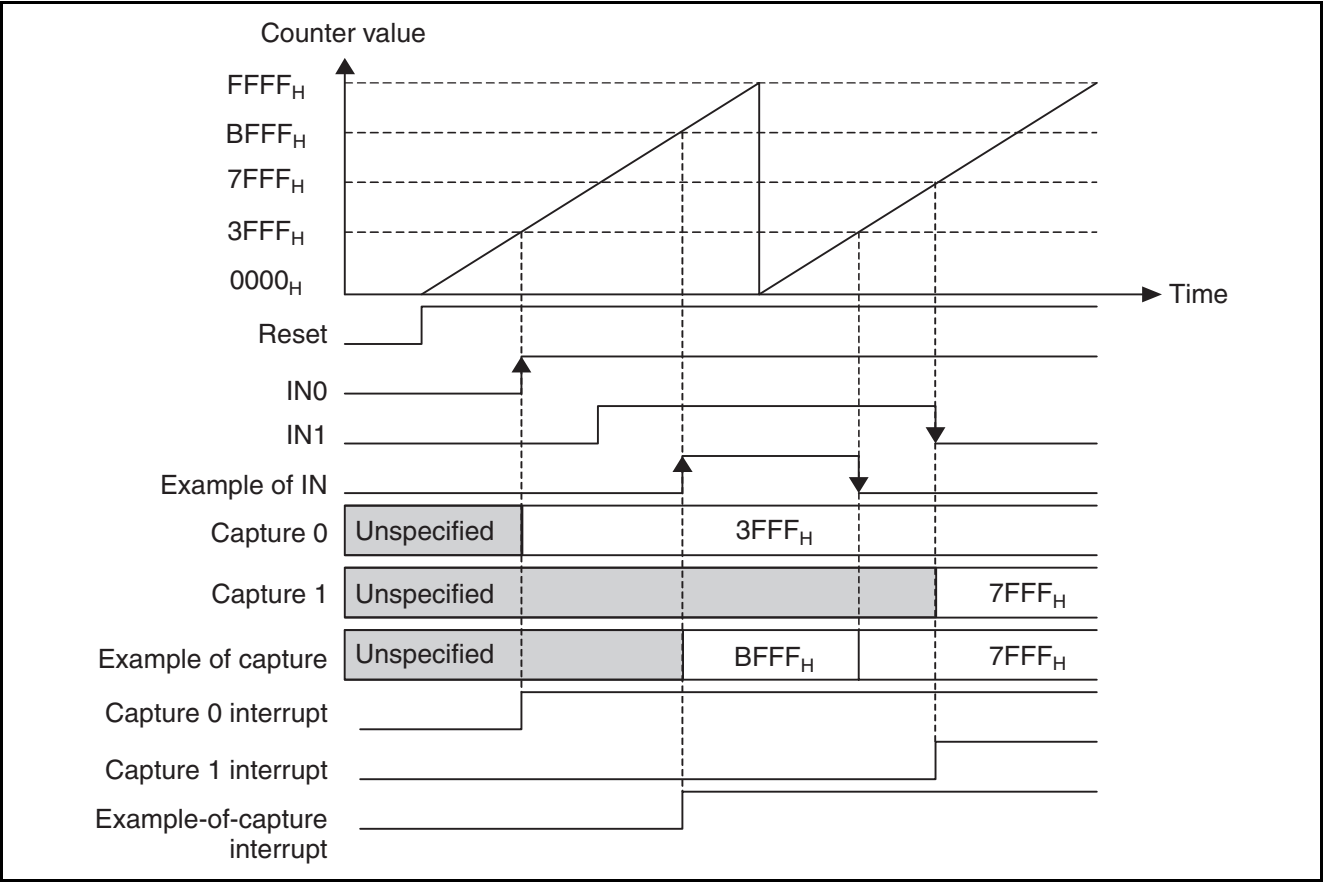 Counter value
FFFFH
BFFFH
7FFFH
3FFFH
0000H
Time
Reset
IN0
IN1
Example of IN
Capture 0
Unspecified
3FFFH
Capture 1
Unspecified
7FFFH
Example of capture
Unspecified
BFFFH
7FFFH
Capture 0 interrupt
Capture 1 interrupt
Example-of-capture
interrupt